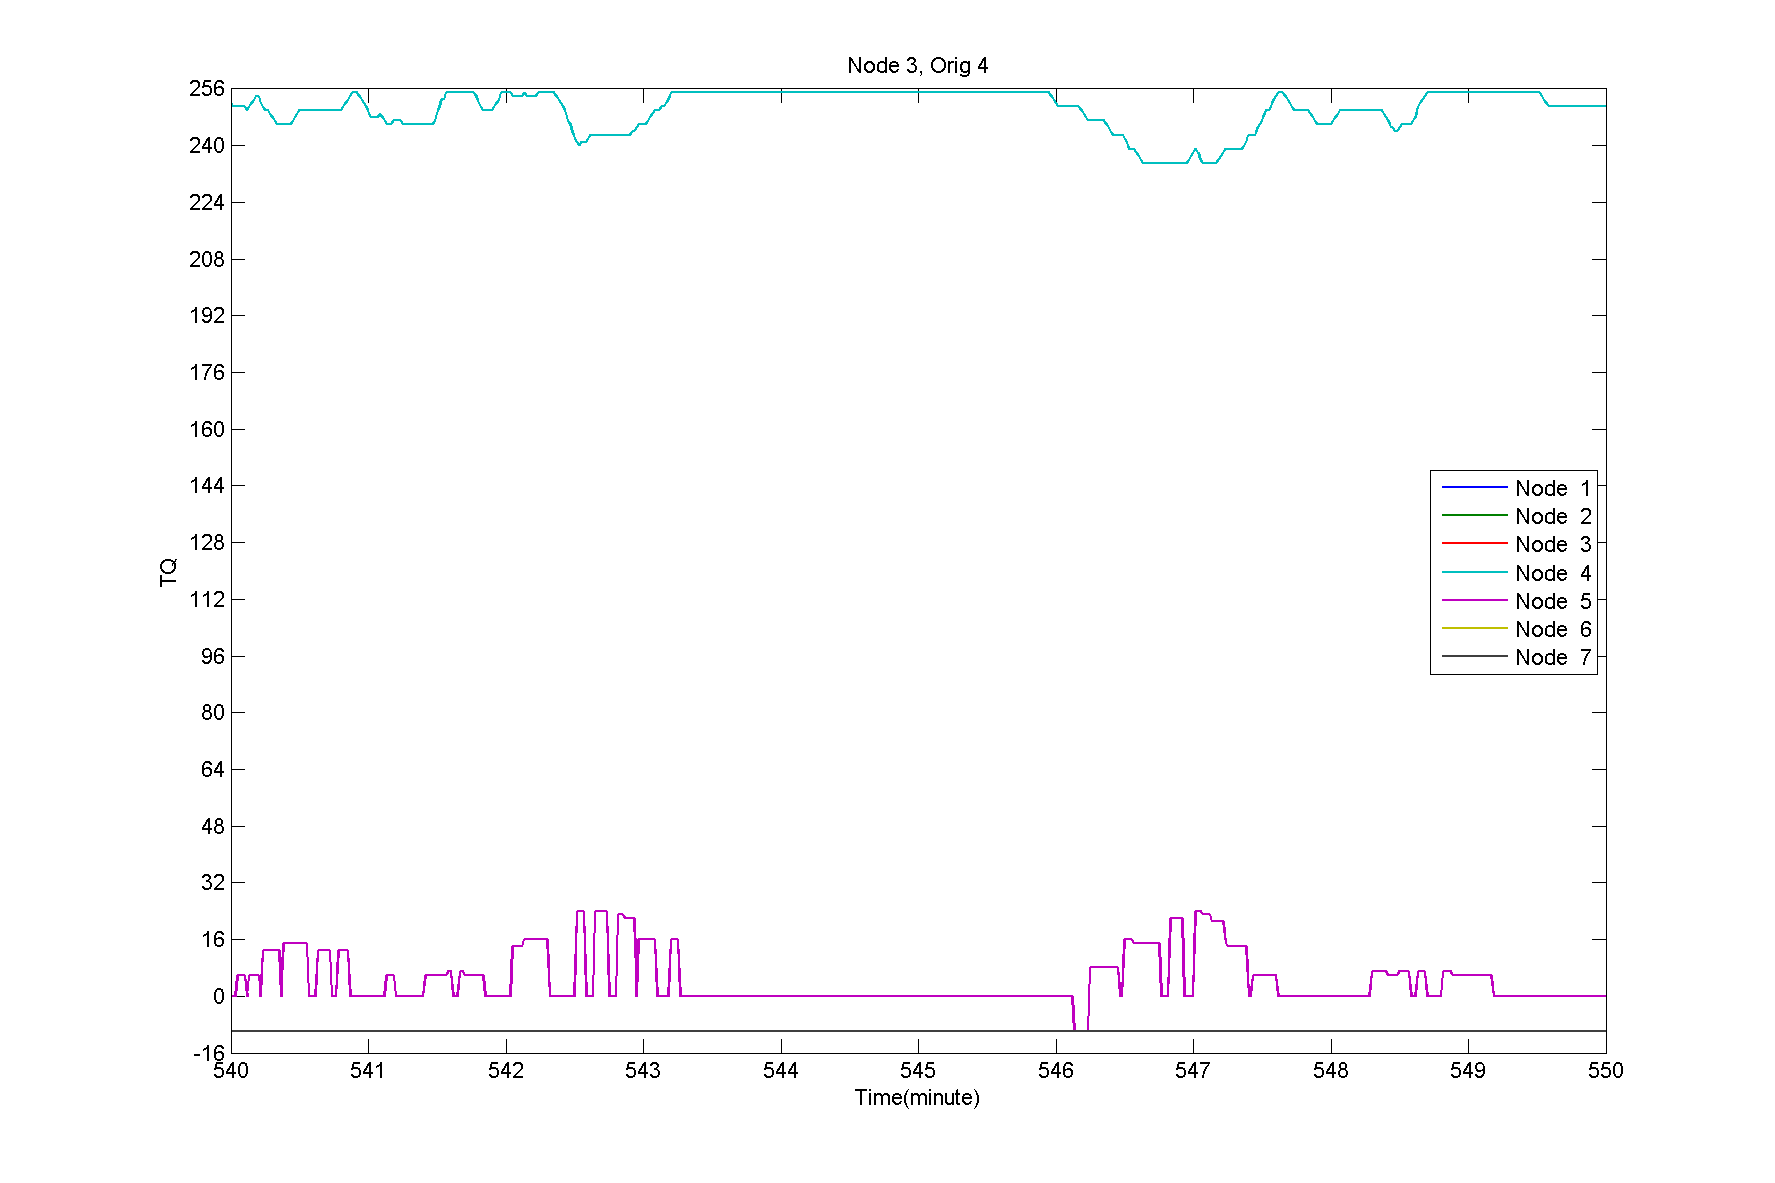 Node 3, Orig 4
256
240
224
208
192
176
160
144
128
112
96
80
64
48
32
16
0
-16
TQ
Node 1
Node 2
Node 3
Node 4
Node 5
Node 6
Node 7
540 541 542 543 544 545 546 547 548 549 550
Time(minute)